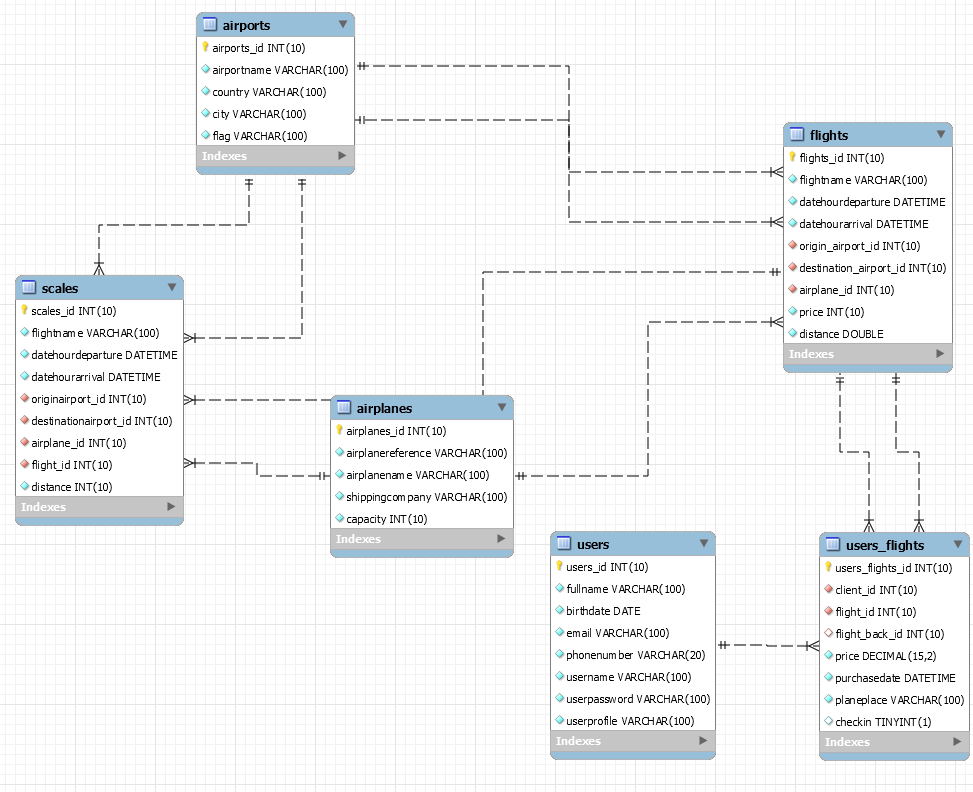 airports
airports_id INT(10)
airportname VARCHAR(100)
country VARCHAR(100)
city VARCHAR(100)
flag VARCHAR(100)
Indexes
flights
flights_id INT(10)
flightname VARCHAR(100)
datehourdeparture DATETIME
datehourarrival DATETIME
origin_airport_id INT(10)
destination_airport_id INT(10)
airplane_id INT(10)
price INT(10)
distance DOUBLE
Indexes
scales
scales_id INT(10)
flightname VARCHAR(100)
datehourdeparture DATETIME
datehourarrival DATETIME
originairport_id INT(10)
destinationairport_id INT(10)
airplane_id INT(10)
flight_id INT(10)
distance INT(10)
Indexes
airplanes
airplanes_id INT(10)
airplanereference VARCHAR(100)
airplanename VARCHAR(100)
shippingcompany VARCHAR(100)
capacity INT(10)
Indexes
users
users_id INT(10)
fullname VARCHAR(100)
birthdate DATE
email VARCHAR(100)
phonenumber VARCHAR(20)
username VARCHAR(100)
userpassword VARCHAR(100)
userprofile VARCHAR(100)
Indexes
users_flights
users_flights_id INT(10)
client_id INT(10)
flight_id INT(10)
flight_back_id INT(10)
price DECIMAL(15,2)
purchasedate DATETIME
planeplace VARCHAR(100)
checkin TINYINT(1)
Indexes